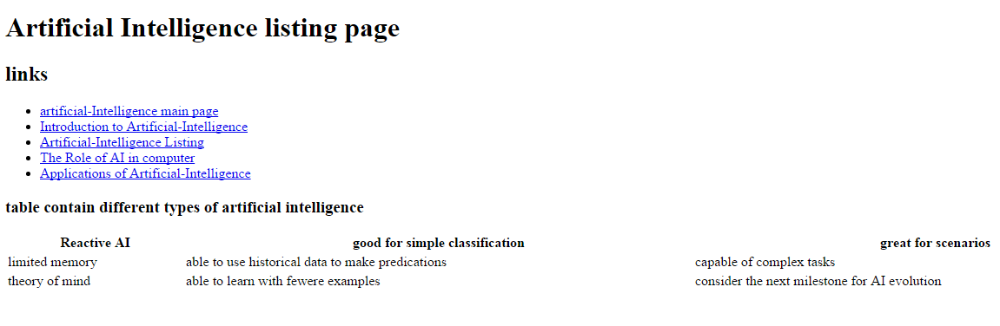 Artificial Intelligence listing page
links
artificial-Intelligence main page
Introduction to Artificial-Intelligence
Artificial-Intelligence Listing
The Role of AI in computer
Applications of Artificial-Intelligence
table contain different types of artificial intelligence
Reactive AI good for simple classification great for scenarios
limited memory able to use historical data to make predications capable of complex tasks
theory of mind able to learn with fewere examples consider the next milestone for AI evolution